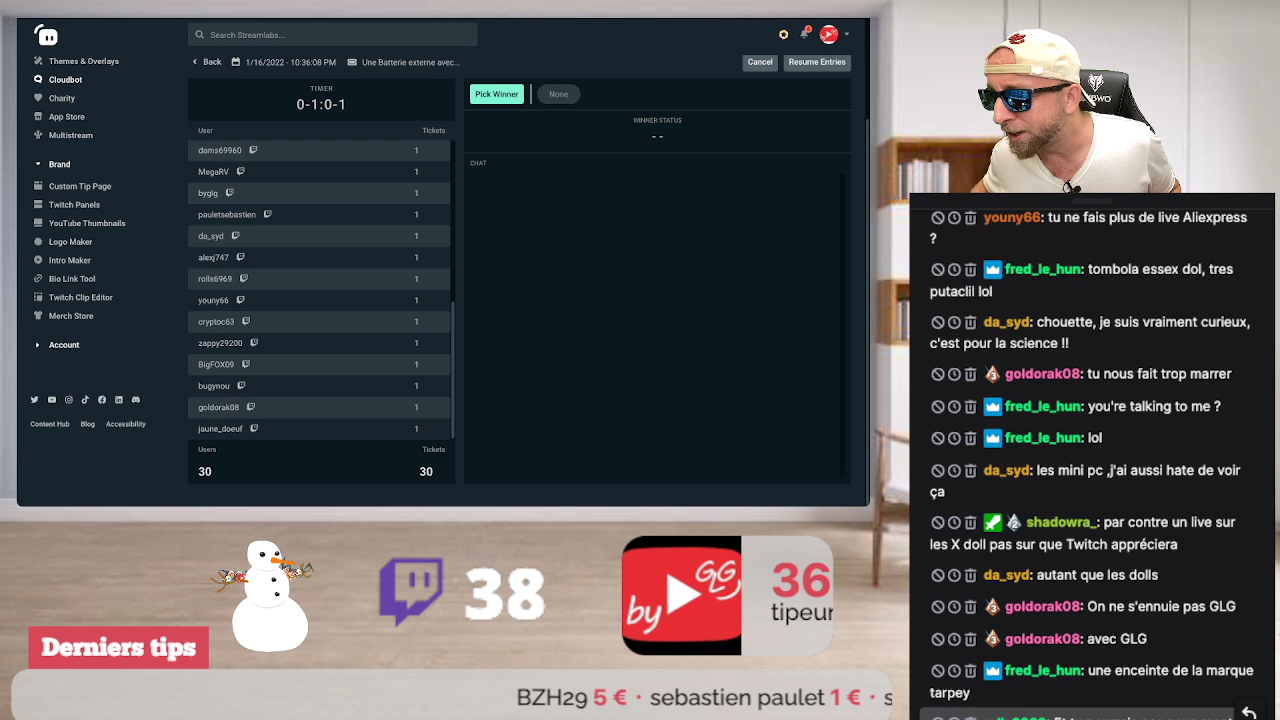 Search Streamlabs...
Themes & Overlays
Cloudbot
Charity
App Store
Multistream
Brand
Custom Tip Page
Twitch Panels
YouTube Thumbnails
Logo Maker
Intro Maker
Bio Link Tool
Twitch Clip Editor
Merch Store
Account
Content Hub Blog Accessibility
Back 1/16/2022 - 10:36:08 PM Une Batterie externe avec...
Cancel Resume Entries
TIMER
0-1:0-1
User Tickets
dams69960 1
MegaRV 1
byglg 1
pauletsebastien 1
da_syd 1
alexj747 1
rolls6969 1
youny66 1
cryptoc63 1
zappy29200 1
BigFOX09 1
bugynou 1
goldorak08 1
jaune_doeuf 1
Users Tickets
30 30
Pick Winner None
WINNER STATUS
--
CHAT
youny66: tu ne fais plus de live Aliexpress
?
fred_le_hun: tombola essex dol, tres
putaclil lol
da_syd: chouette, je suis vraiment curieux,
c'est pour la science !!
goldorak08: tu nous fait trop marrer
fred_le_hun: you're talking to me ?
fred_le_hun: lol
da_syd: les mini pc ,j'ai aussi hate de voir
ça
shadowra_: par contre un live sur
les X doll pas sur que Twitch appréciera
da_syd: autant que les dolls
goldorak08: On ne s'ennuie pas GLG
goldorak08: avec GLG
fred_le_hun: une enceinte de la marque
tarpey
38
by GLG
36
tipeur
Derniers tips
BZH29 5 € · sebastien paulet 1 € · s